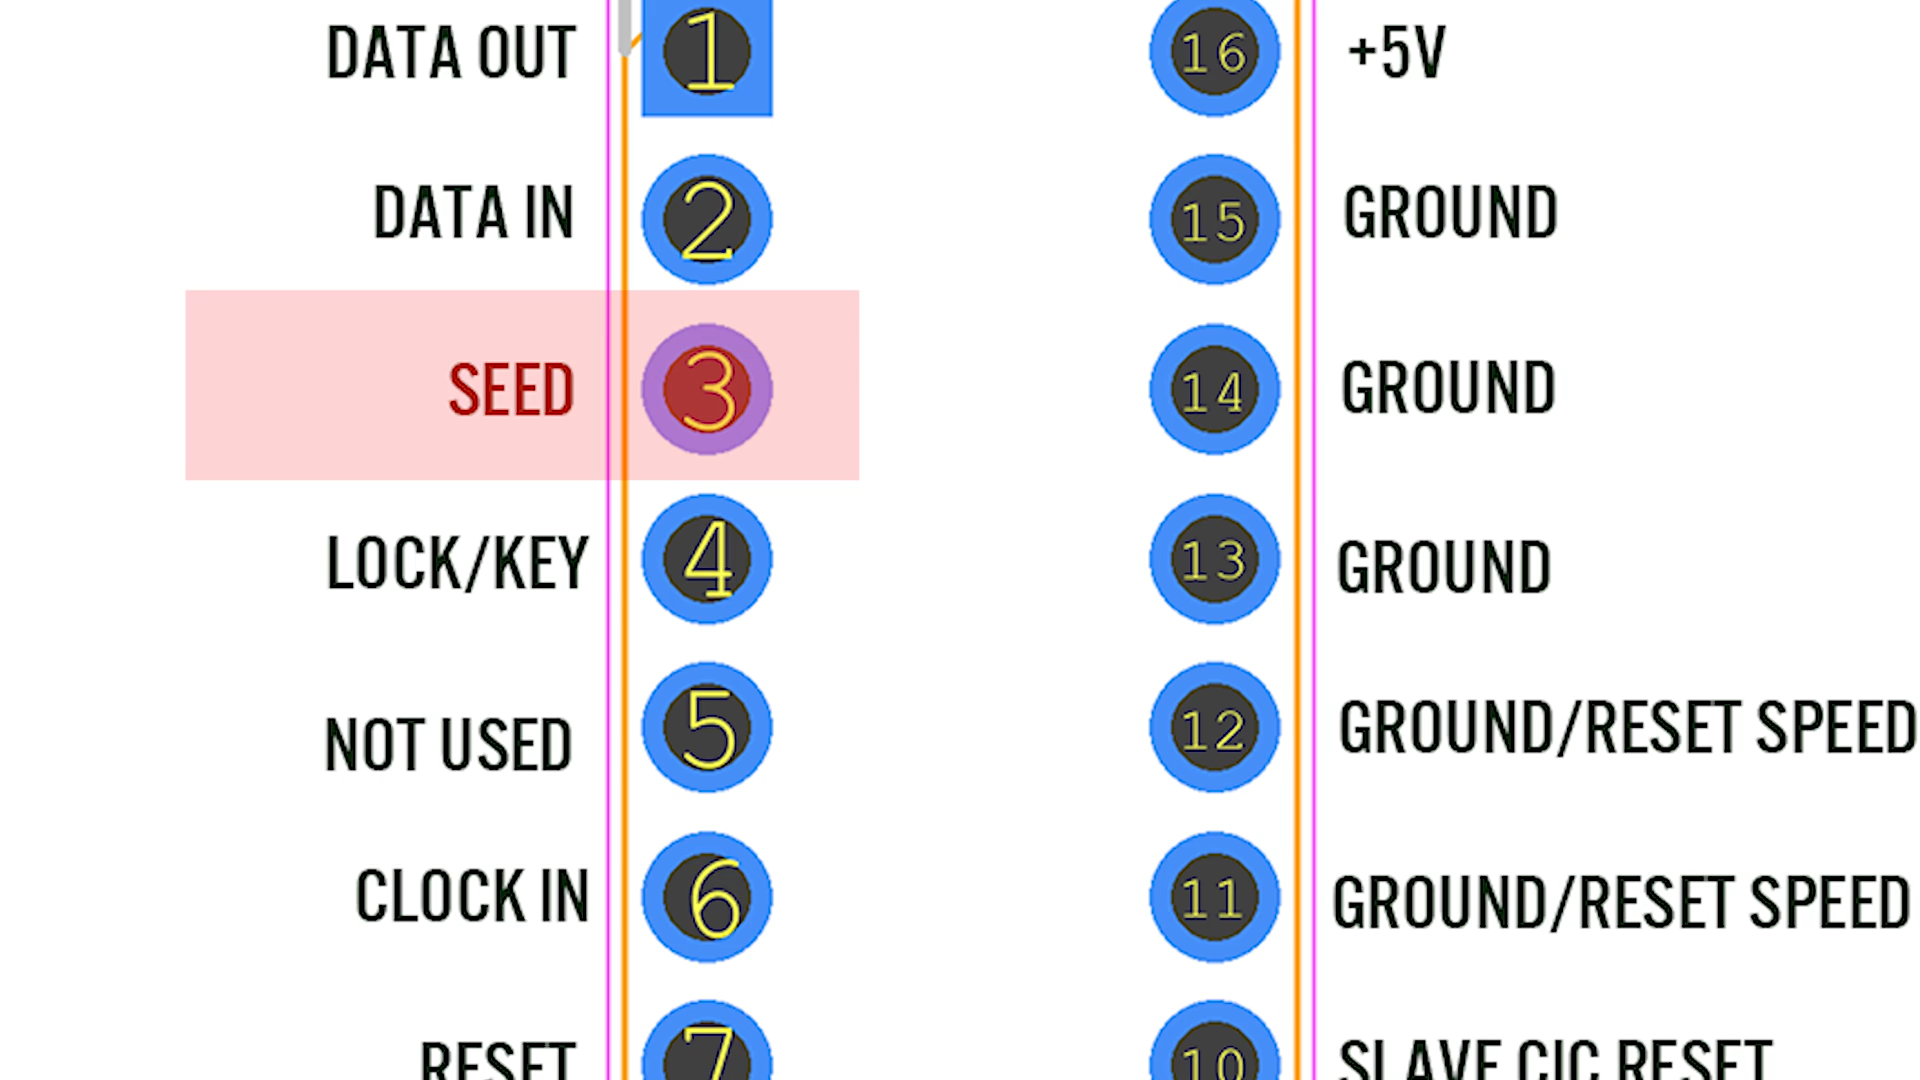 DATA OUT 1 16 +5V
DATA IN 2 15 GROUND
SEED 3 14 GROUND
LOCK/KEY 4 13 GROUND
NOT USED 5 12 GROUND/RESET SPEED
CLOCK IN 6 11 GROUND/RESET SPEED
RESET 7 10 SLAVE CIC RESET